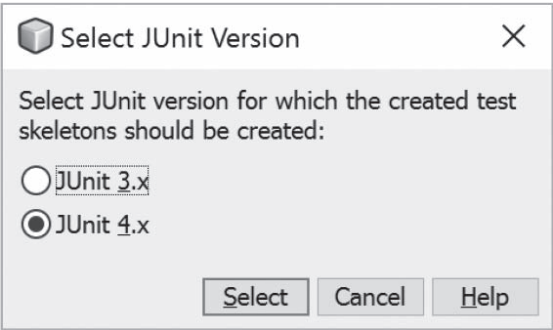 Select JUnit Version
Select JUnit version for which the created test
skeletons should be created:
JUnit 3.x
JUnit 4.x
Select Cancel Help